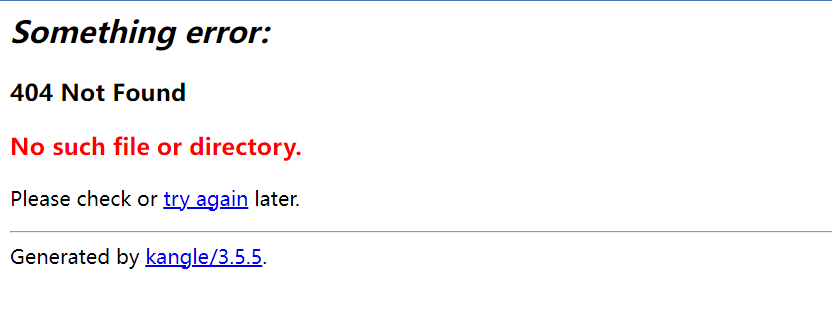 Something error:
404 Not Found
No such file or directory.
Please check or try again later.
Generated by kangle/3.5.5.